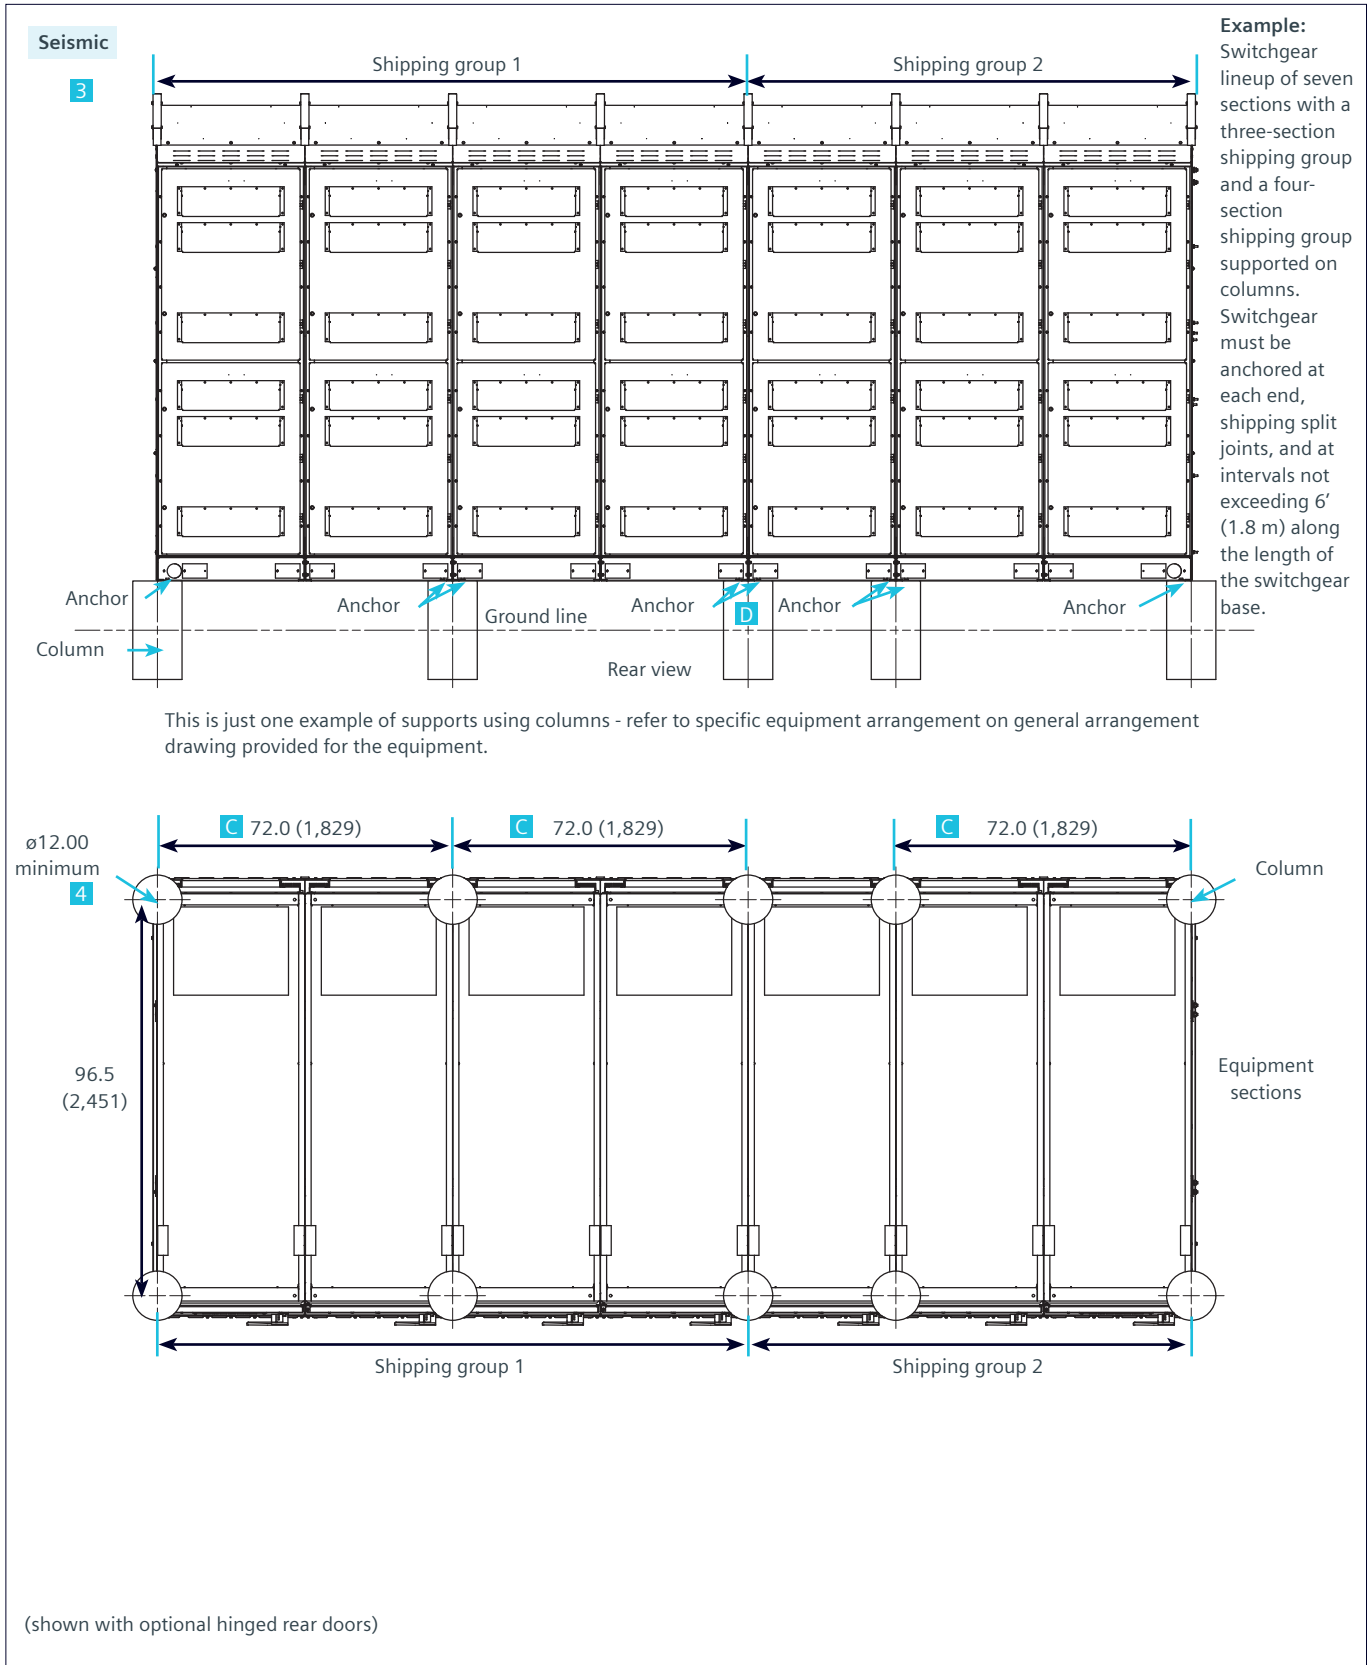 Seismic
3
Shipping group 1
Shipping group 2
Example:
Switchgear
lineup of seven
sections with a
three-section
shipping group
and a four-
section
shipping group
supported on
columns.
Switchgear
must be
anchored at
each end,
shipping split
joints, and at
intervals not
exceeding 6’
(1.8 m) along
the length of
the switchgear
base.
Anchor
Anchor
Anchor
D
Anchor
Anchor
Ground line
Column
Rear view
This is just one example of supports using columns - refer to specific equipment arrangement on general arrangement
drawing provided for the equipment.
C 72.0 (1,829)
C 72.0 (1,829)
C 72.0 (1,829)
ø12.00
minimum
4
Column
96.5
(2,451)
Equipment
sections
Shipping group 1
Shipping group 2
(shown with optional hinged rear doors)